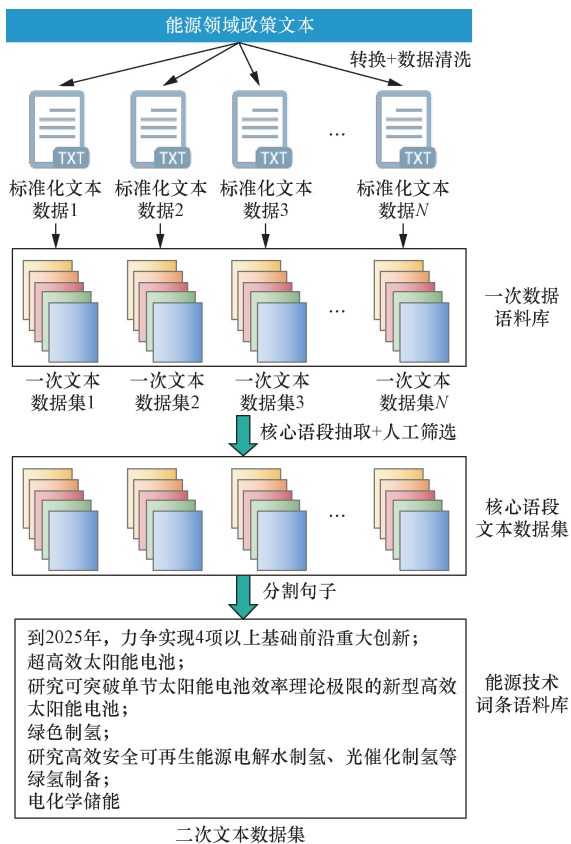 能源领域政策文本
转换+数据清洗
TXT
TXT
TXT
…
TXT
标准化文本
数据1
标准化文本
数据2
标准化文本
数据3
标准化文本
数据N
…
一次数据
语料库
一次文本
数据集1
一次文本
数据集2
一次文本
数据集3
一次文本
数据集N
核心语段抽取+人工筛选
…
核心语段
文本数据集
分割句子
到2025年，力争实现4项以上基础前沿重大创新；
超高效太阳能电池；
研究可突破单节太阳能电池效率理论极限的新型高效
太阳能电池；
绿色制氢；
研究高效安全可再生能源电解水制氢、光催化制氢等
绿氢制备；
电化学储能
能源技术
词条语料库
二次文本数据集